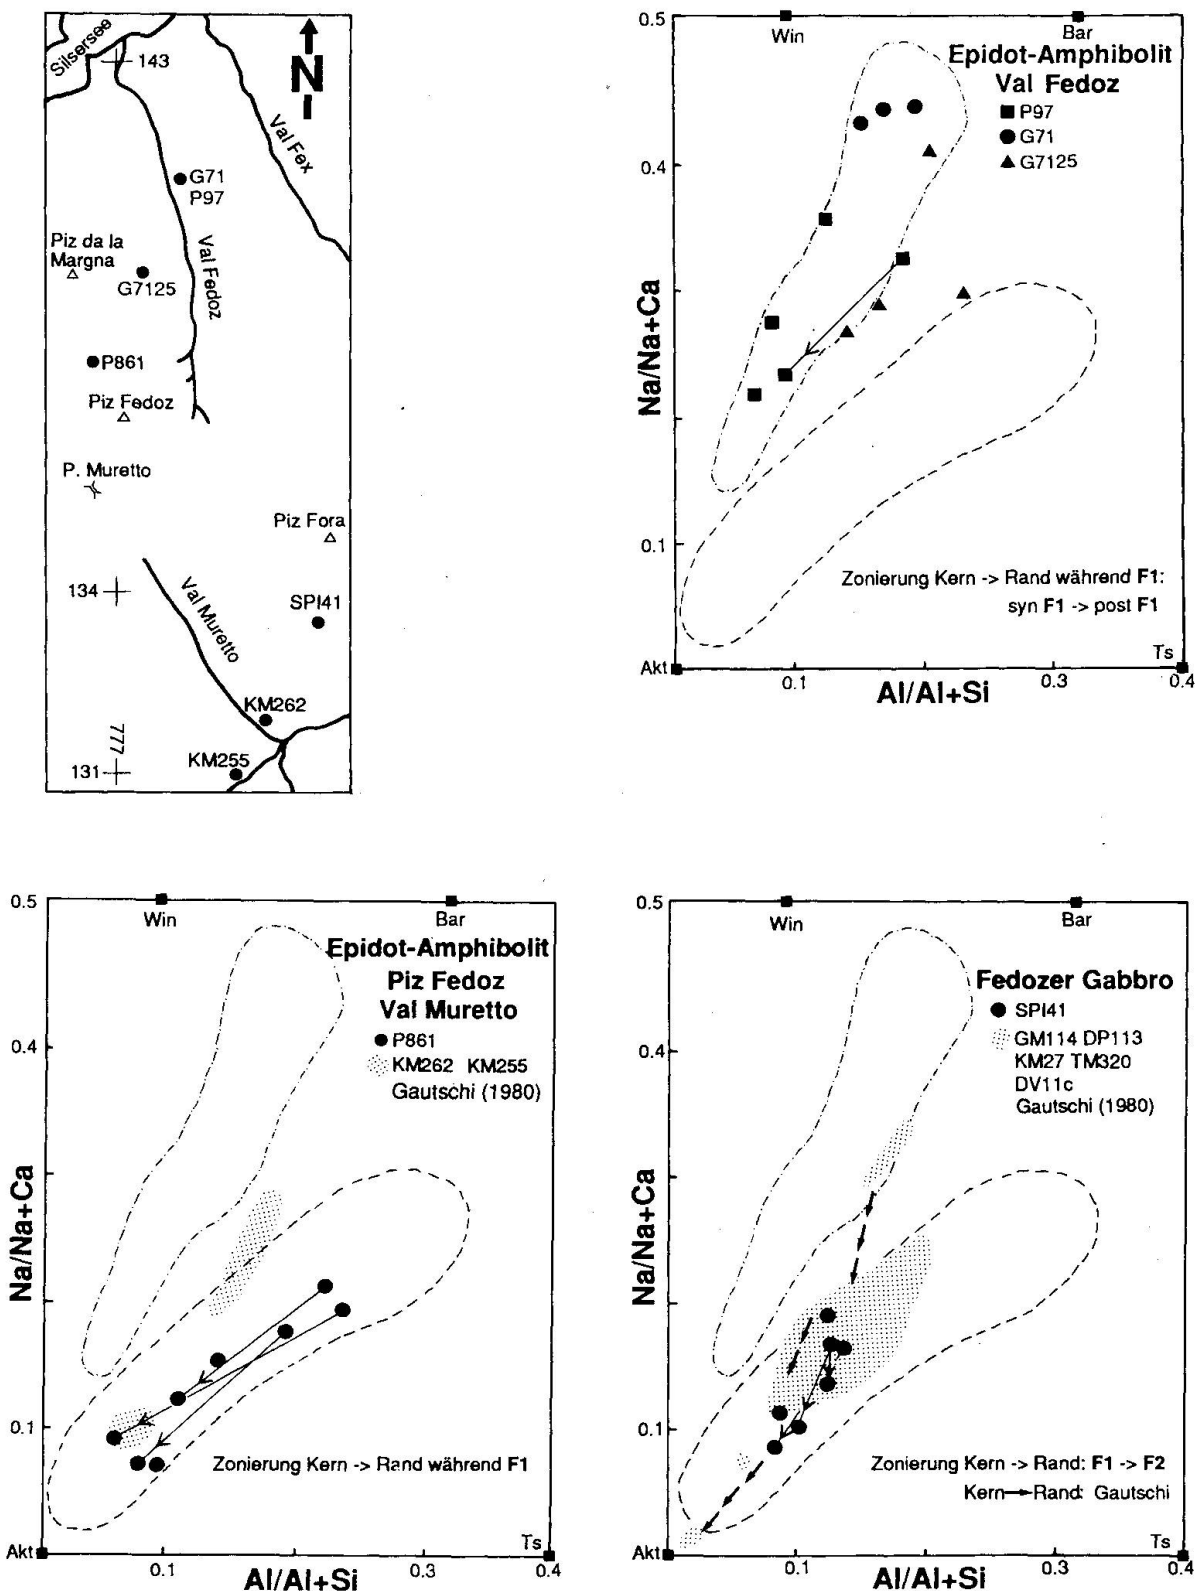 Silsersee
143
N
Val Fex
G71
P97
Piz da la
Margna
Val Fedoz
G7125
P861
Piz Fedoz
P. Muretto
Piz Fora
134
Val Muretto
SPI41
KM262
777
KM255
131
0.5
Win
Bar
Epidot-Amphibolit
Val Fedoz
P97
G71
G7125
0.4
Na/Na+Ca
0.1
Zonierung Kern -> Rand während F1:
syn F1 -> post F1
Akt
Ts
0.1
0.3
0.4
Al/Al+Si
0.5
Win
Bar
Epidot-Amphibolit
Piz Fedoz
Val Muretto
P861
KM262 KM255
Gautschi (1980)
0.4
Na/Na+Ca
0.1
Zonierung Kern -> Rand während F1
Akt
Ts
0.1
0.3
0.4
Al/Al+Si
0.5
Win
Bar
Fedozer Gabbro
SPI41
GM114 DP113
KM27 TM320
DV11c
Gautschi (1980)
0.4
Na/Na+Ca
0.1
Zonierung Kern -> Rand: F1 -> F2
Kern Rand: Gautschi
Akt
Ts
0.1
0.3
0.4
Al/Al+Si